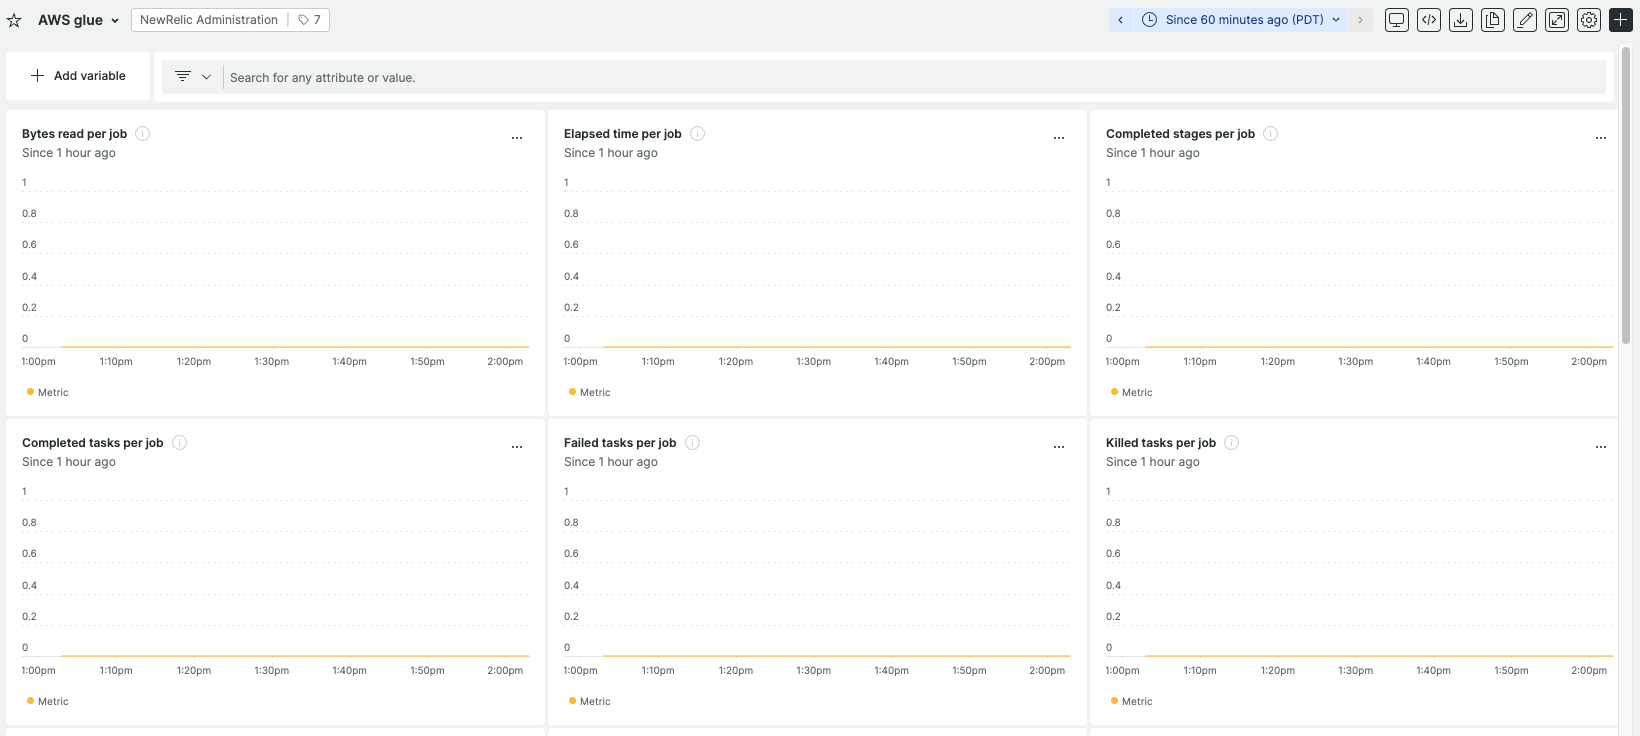 AWS glue
NewRelic Administration
7
Since 60 minutes ago (PDT)
Add variable
Search for any attribute or value.
Bytes read per job
Since 1 hour ago
1
0.8
0.6
0.4
0.2
0
1:00pm 1:10pm 1:20pm 1:30pm 1:40pm 1:50pm 2:00pm
Metric
Elapsed time per job
Since 1 hour ago
1
0.8
0.6
0.4
0.2
0
1:00pm 1:10pm 1:20pm 1:30pm 1:40pm 1:50pm 2:00pm
Metric
Completed stages per job
Since 1 hour ago
1
0.8
0.6
0.4
0.2
0
1:00pm 1:10pm 1:20pm 1:30pm 1:40pm 1:50pm 2:00pm
Metric
Completed tasks per job
Since 1 hour ago
1
0.8
0.6
0.4
0.2
0
1:00pm 1:10pm 1:20pm 1:30pm 1:40pm 1:50pm 2:00pm
Metric
Failed tasks per job
Since 1 hour ago
1
0.8
0.6
0.4
0.2
0
1:00pm 1:10pm 1:20pm 1:30pm 1:40pm 1:50pm 2:00pm
Metric
Killed tasks per job
Since 1 hour ago
1
0.8
0.6
0.4
0.2
0
1:00pm 1:10pm 1:20pm 1:30pm 1:40pm 1:50pm 2:00pm
Metric